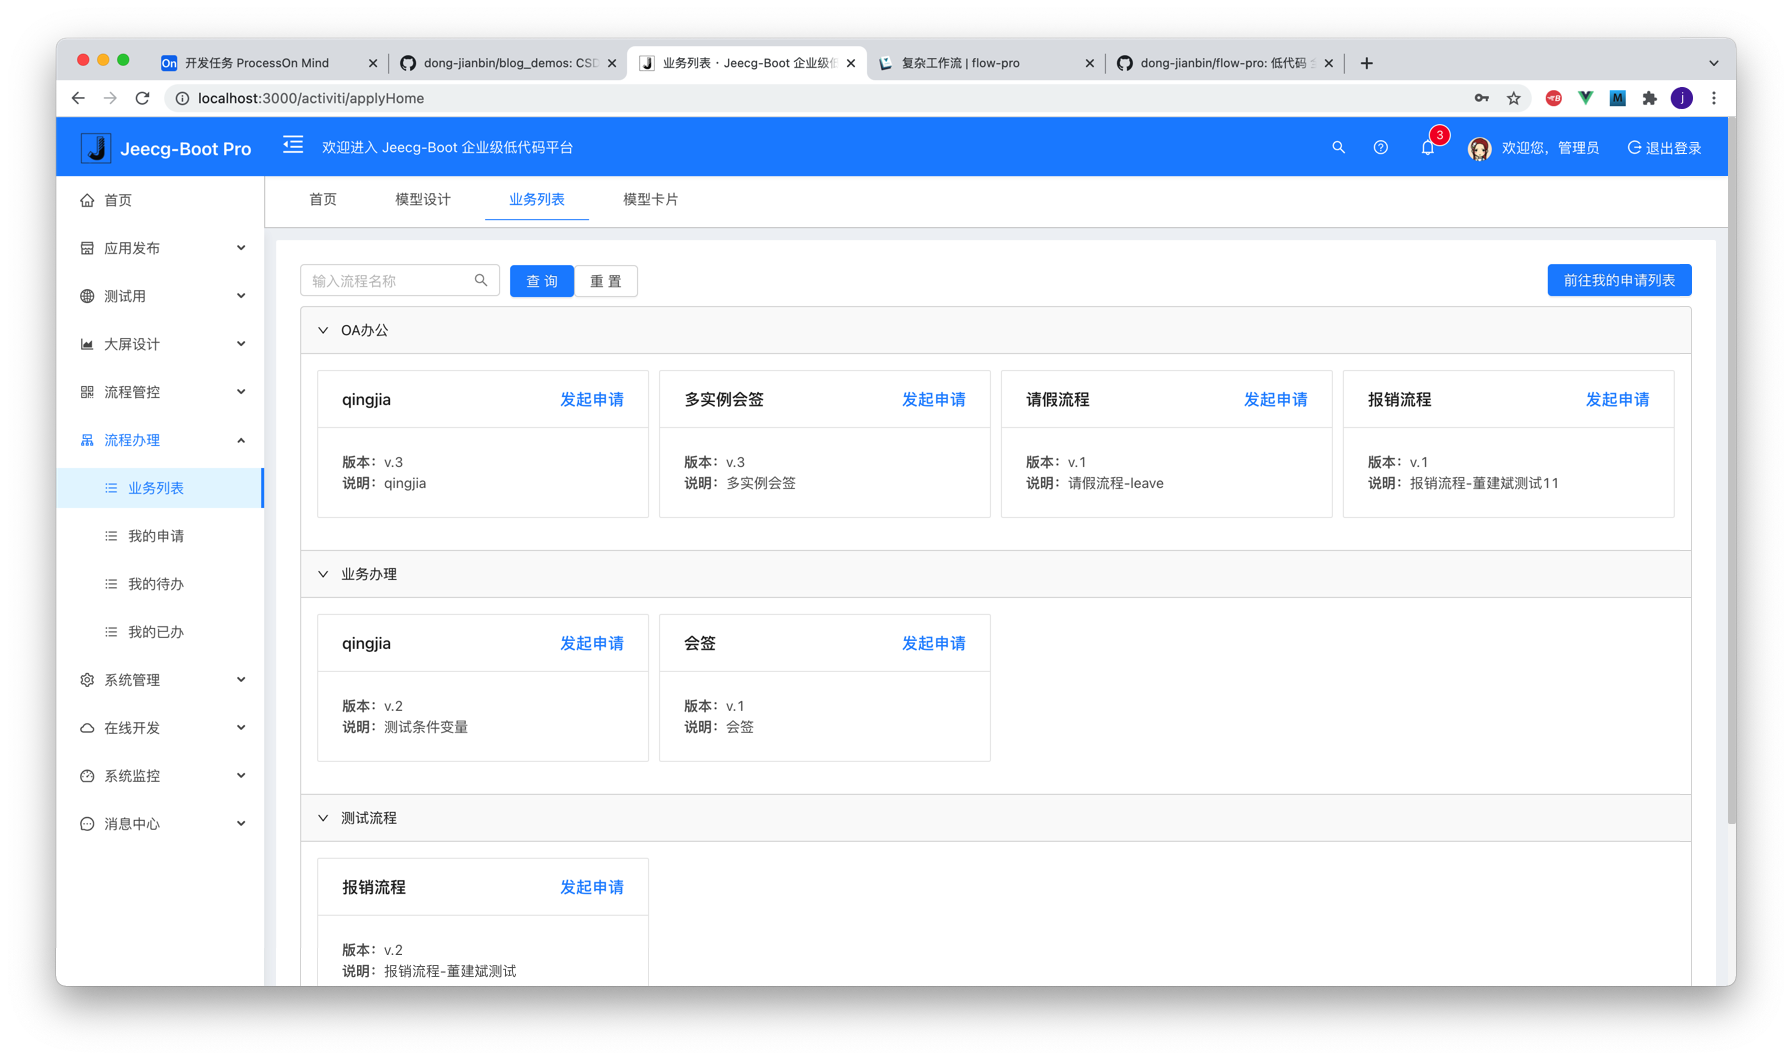 开发任务 ProcessOn Mind
dong-jianbin/blog_demos: CSD
业务列表 · Jeecg-Boot 企业级低
复杂工作流 | flow-pro
dong-jianbin/flow-pro: 低代码
localhost:3000/activiti/applyHome
Jeecg-Boot Pro
欢迎进入 Jeecg-Boot 企业级低代码平台
3
欢迎您，管理员
退出登录
首页
应用发布
测试用
大屏设计
流程管控
流程办理
业务列表
我的申请
我的待办
我的已办
系统管理
在线开发
系统监控
消息中心
首页 模型设计 业务列表 模型卡片
输入流程名称
查 询
重 置
前往我的申请列表
OA办公
qingjia 发起申请
版本：v.3
说明：qingjia
多实例会签 发起申请
版本：v.3
说明：多实例会签
请假流程 发起申请
版本：v.1
说明：请假流程-leave
报销流程 发起申请
版本：v.1
说明：报销流程-董建斌测试11
业务办理
qingjia 发起申请
版本：v.2
说明：测试条件变量
会签 发起申请
版本：v.1
说明：会签
测试流程
报销流程 发起申请
版本：v.2
说明：报销流程-董建斌测试